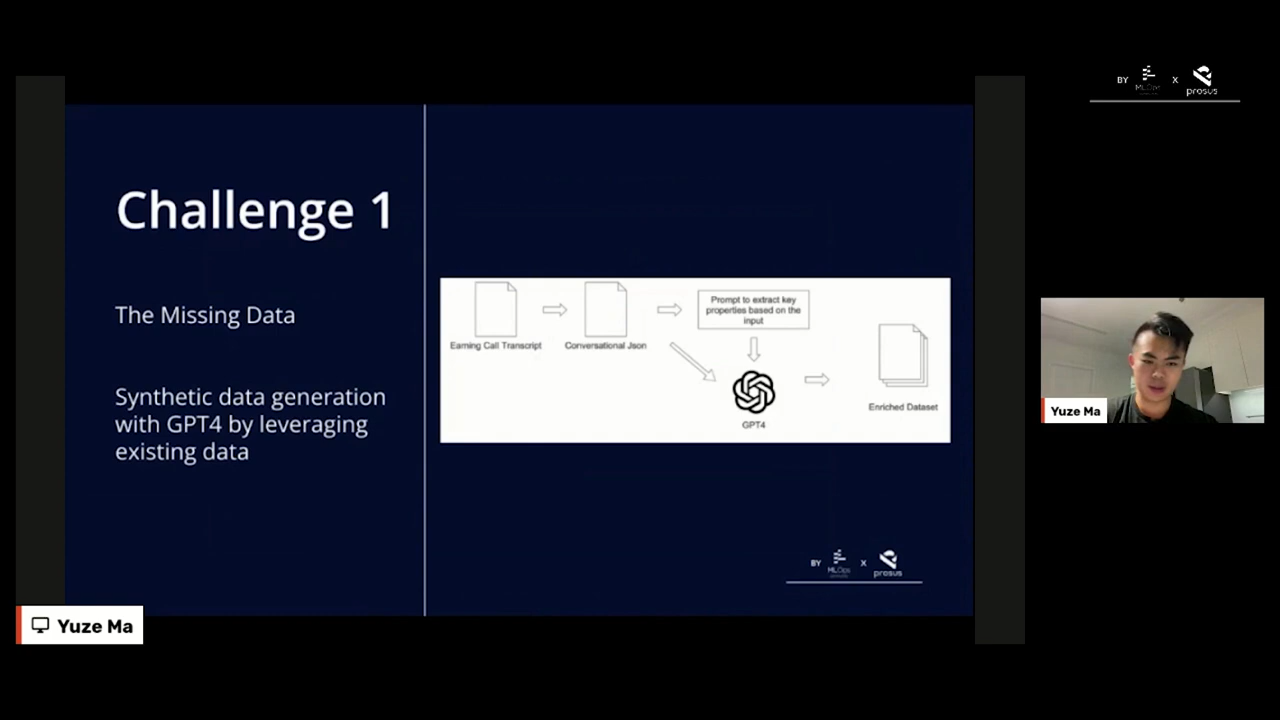 BY MLOps X prosus
Challenge 1
The Missing Data
Synthetic data generation
with GPT4 by leveraging
existing data
Earning Call Transcript
Conversational Json
Prompt to extract key
properties based on the
input
GPT4
Enriched Dataset
BY MLOps X prosus
Yuze Ma
Yuze Ma